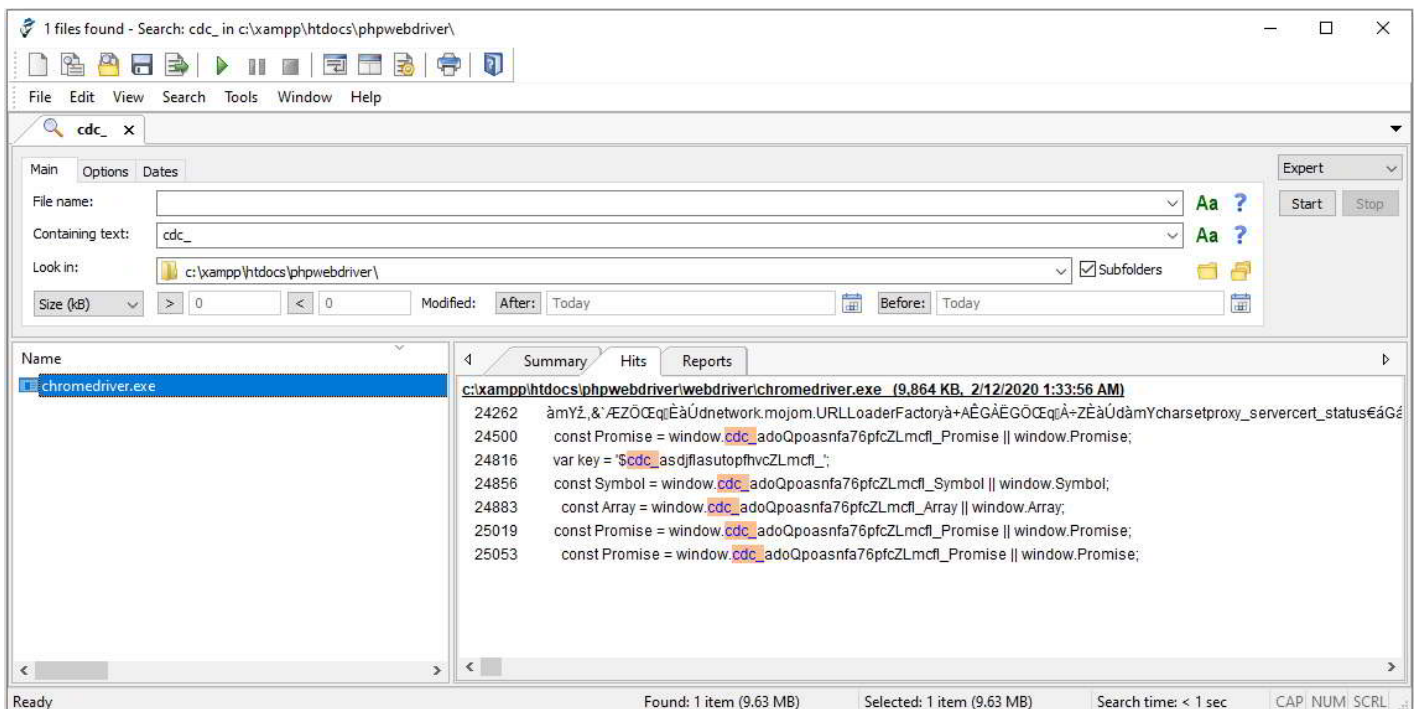 1 files found - Search: cdc_ in c:\xampp\htdocs\phpwebdriver\
File Edit View Search Tools Window Help
cdc_ x
Main Options Dates
Expert
File name:
Aa ?
Start Stop
Containing text: cdc_
Aa ?
Look in: c:\xampp\htdocs\phpwebdriver\
Subfolders
Size (kB) > 0 < 0 Modified: After: Today Before: Today
Name
Summary Hits Reports
chromedriver.exe
c:\xampp\htdocs\phpwebdriver\webdriver\chromedriver.exe (9,864 KB, 2/12/2020 1:33:56 AM)
24262 network.mojom.URLLoaderFactory
24500 const Promise = window.cdc_adoQpoasnfa76pfcZLmcfl_Promise || window.Promise;
24816 var key = '$cdc_asdjflasutopfhvcZLmcfl_';
24856 const Symbol = window.cdc_adoQpoasnfa76pfcZLmcfl_Symbol || window.Symbol;
24883 const Array = window.cdc_adoQpoasnfa76pfcZLmcfl_Array || window.Array;
25019 const Promise = window.cdc_adoQpoasnfa76pfcZLmcfl_Promise || window.Promise;
25053 const Promise = window.cdc_adoQpoasnfa76pfcZLmcfl_Promise || window.Promise;
Ready Found: 1 item (9.63 MB) Selected: 1 item (9.63 MB) Search time: < 1 sec CAP NUM SCRL